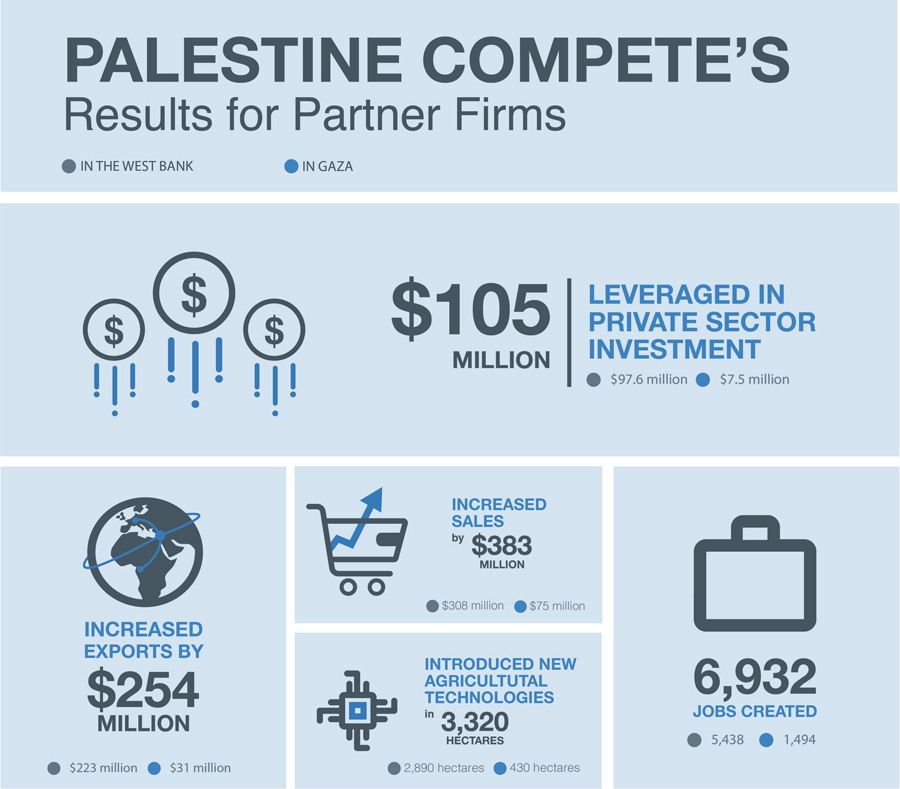 PALESTINE COMPETE'S
Results for Partner Firms
IN THE WEST BANK
IN GAZA
$ $ $
$105
MILLION
LEVERAGED IN
PRIVATE SECTOR
INVESTMENT
$97.6 million
$7.5 million
INCREASED
EXPORTS BY
$254
MILLION
$223 million
$31 million
INCREASED
SALES
by $383
MILLION
$308 million
$75 million
INTRODUCED NEW
AGRICULTUTAL
TECHNOLOGIES
in 3,320
HECTARES
2,890 hectares
430 hectares
6,932
JOBS CREATED
5,438
1,494